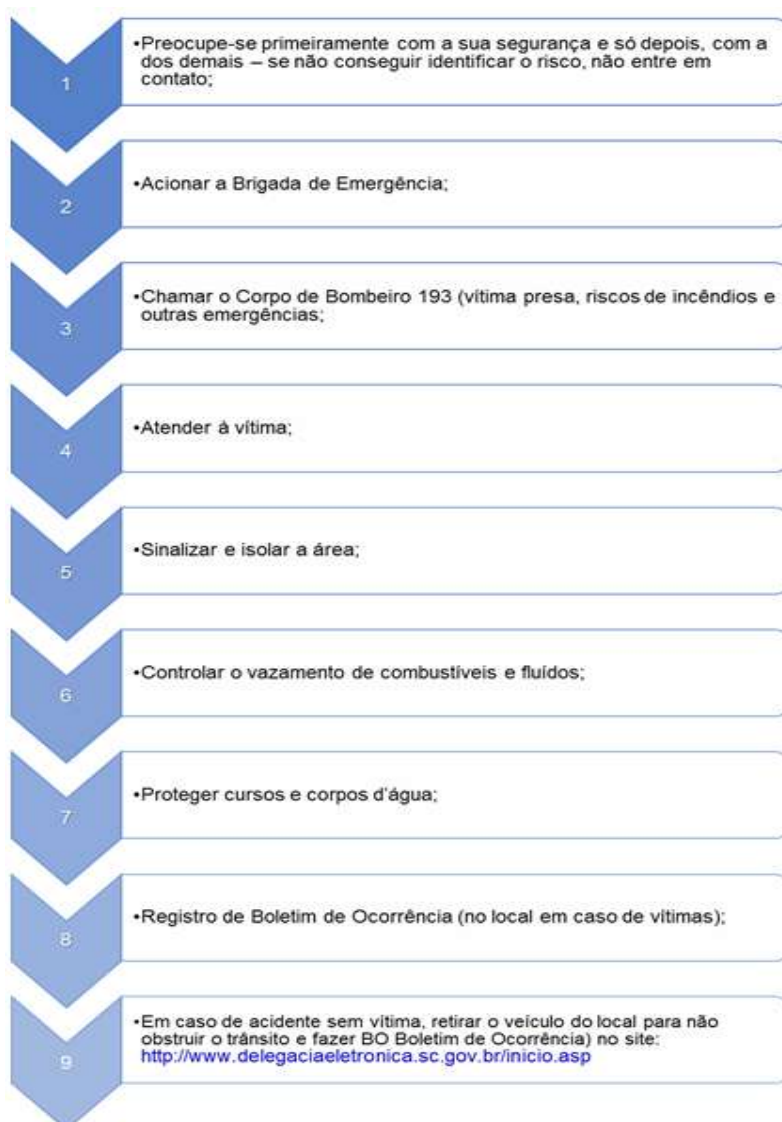 1
•Preocupe-se primeiramente com a sua segurança e só depois, com a
dos demais – se não conseguir identificar o risco, não entre em
contato;
2
•Acionar a Brigada de Emergência;
3
•Chamar o Corpo de Bombeiro 193 (vítima presa, riscos de incêndios e
outras emergências;
4
•Atender à vítima;
5
•Sinalizar e isolar a área;
6
•Controlar o vazamento de combustíveis e fluídos;
7
•Proteger cursos e corpos d'água;
8
•Registro de Boletim de Ocorrência (no local em caso de vítimas);
9
•Em caso de acidente sem vítima, retirar o veículo do local para não
obstruir o trânsito e fazer BO Boletim de Ocorrência) no site:
http://www.delegaciaeletronica.sc.gov.br/inicio.asp